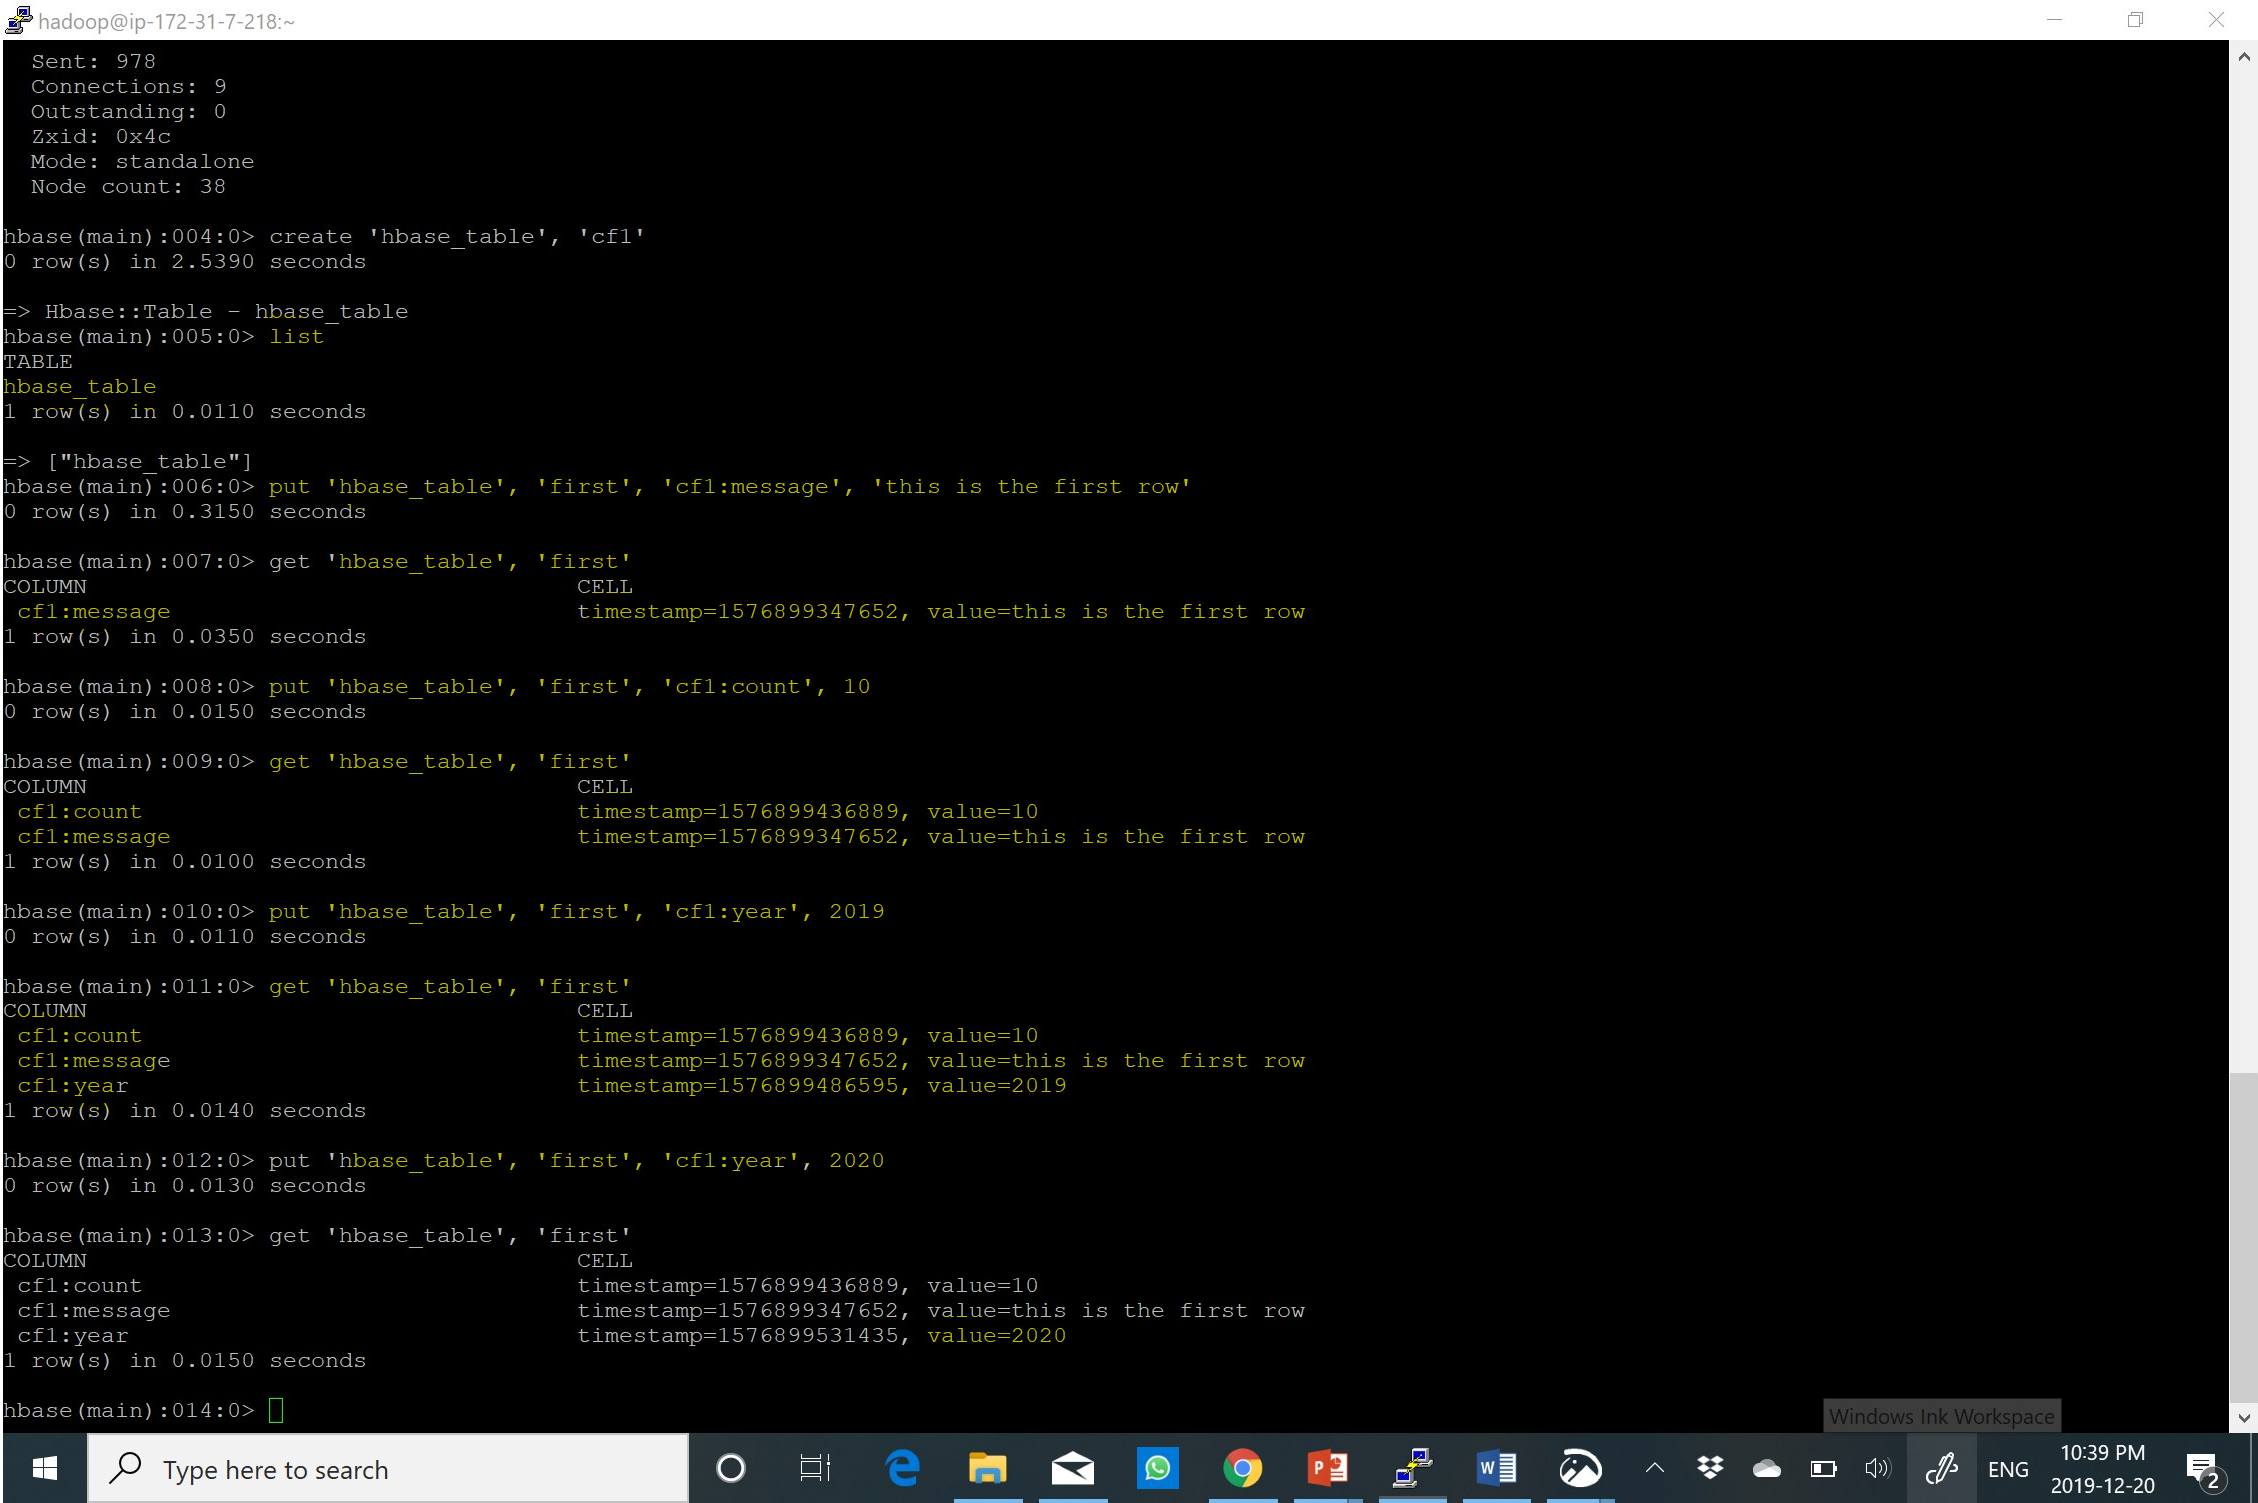 hadoop@ip-172-31-7-218:~
Sent: 978
Connections: 9
Outstanding: 0
Zxid: 0x4c
Mode: standalone
Node count: 38
hbase(main):004:0> create 'hbase_table', 'cf1'
0 row(s) in 2.5390 seconds
=> Hbase::Table - hbase_table
hbase(main):005:0> list
TABLE
hbase_table
1 row(s) in 0.0110 seconds
=> ["hbase_table"]
hbase(main):006:0> put 'hbase_table', 'first', 'cf1:message', 'this is the first row'
0 row(s) in 0.3150 seconds
hbase(main):007:0> get 'hbase_table', 'first'
COLUMN CELL
cf1:message timestamp=1576899347652, value=this is the first row
1 row(s) in 0.0350 seconds
hbase(main):008:0> put 'hbase_table', 'first', 'cf1:count', 10
0 row(s) in 0.0150 seconds
hbase(main):009:0> get 'hbase_table', 'first'
COLUMN CELL
cf1:count timestamp=1576899436889, value=10
cf1:message timestamp=1576899347652, value=this is the first row
1 row(s) in 0.0100 seconds
hbase(main):010:0> put 'hbase_table', 'first', 'cf1:year', 2019
0 row(s) in 0.0110 seconds
hbase(main):011:0> get 'hbase_table', 'first'
COLUMN CELL
cf1:count timestamp=1576899436889, value=10
cf1:message timestamp=1576899347652, value=this is the first row
cf1:year timestamp=1576899486595, value=2019
1 row(s) in 0.0140 seconds
hbase(main):012:0> put 'hbase_table', 'first', 'cf1:year', 2020
0 row(s) in 0.0130 seconds
hbase(main):013:0> get 'hbase_table', 'first'
COLUMN CELL
cf1:count timestamp=1576899436889, value=10
cf1:message timestamp=1576899347652, value=this is the first row
cf1:year timestamp=1576899531435, value=2020
1 row(s) in 0.0150 seconds
hbase(main):014:0>
Windows Ink Workspace
Type here to search
ENG
10:39 PM
2019-12-20
2